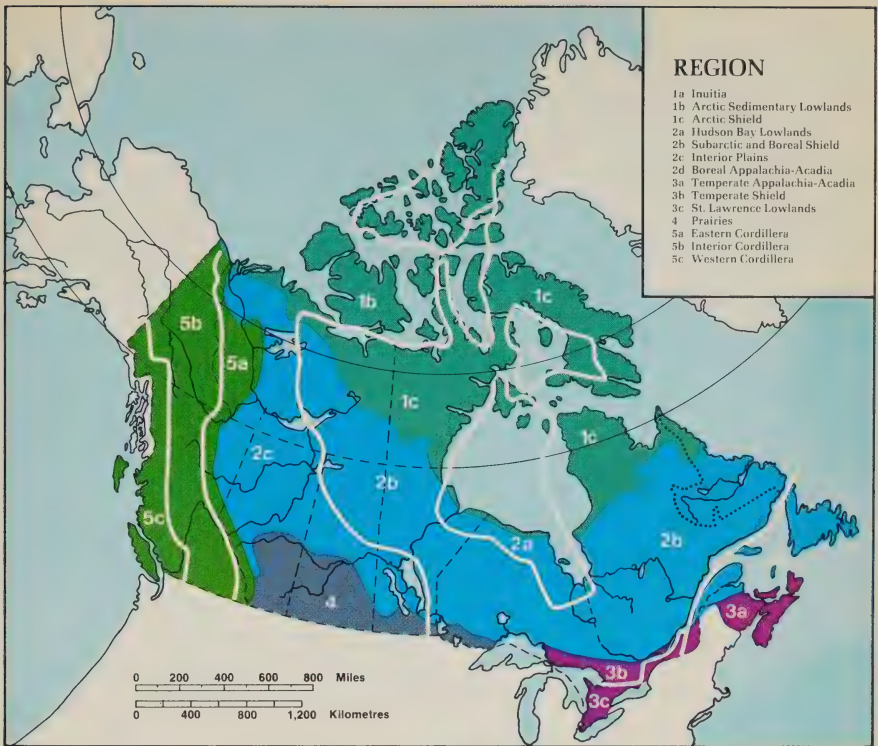 REGION
1a Inuitia
1b Arctic Sedimentary Lowlands
1c Arctic Shield
2a Hudson Bay Lowlands
2b Subarctic and Boreal Shield
2c Interior Plains
2d Boreal Appalachia-Acadia
3a Temperate Appalachia-Acadia
3b Temperate Shield
3c St. Lawrence Lowlands
4 Prairies
5a Eastern Cordillera
5b Interior Cordillera
5c Western Cordillera
1b
1c
5b
5a
1c
1c
2c
2b
5c
2a
2b
4
3a
3b
3c
0 200 400 600 800 Miles
0 400 800 1,200 Kilometres